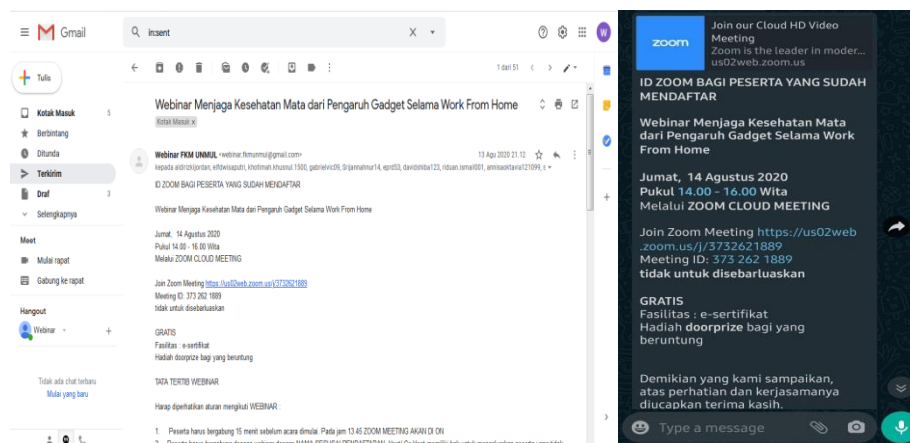 Gmail
in:sent
Tulis
Kotak Masuk 5
Berbintang
Ditunda
Terkirim
Draf 3
Selengkapnya
Meet
Mulai rapat
Gabung ke rapat
Hangout
Webinar
Tidak ada chat terbaru
Mulai yang baru
1 dari 51
Webinar Menjaga Kesehatan Mata dari Pengaruh Gadget Selama Work From Home
Kotak Masuk x
Webinar FKM UNMUL <webinar.fkmunmul@gmail.com>
13 Agu 2020 21.12
ID ZOOM BAGI PESERTA YANG SUDAH MENDAFTAR
Webinar Menjaga Kesehatan Mata dari Pengaruh Gadget Selama Work From Home
Jumat, 14 Agustus 2020
Pukul 14.00 - 16.00 Wita
Melalui ZOOM CLOUD MEETING
Join Zoom Meeting https://us02web.zoom.us/j/3732621889
Meeting ID: 373 262 1889
tidak untuk disebarluaskan
GRATIS
Fasilitas : e-sertifikat
Hadiah doorprize bagi yang beruntung
TATA TERTIB WEBINAR
Harap diperhatikan aturan mengikuti WEBINAR :
1. Peserta harus bergabung 15 menit sebelum acara dimulai. Pada jam 13.45 ZOOM MEETING AKAN DI ON
W
zoom
Join our Cloud HD Video
Meeting
Zoom is the leader in moder...
us02web.zoom.us
ID ZOOM BAGI PESERTA YANG SUDAH
MENDAFTAR
Webinar Menjaga Kesehatan Mata
dari Pengaruh Gadget Selama Work
From Home
Jumat, 14 Agustus 2020
Pukul 14.00 - 16.00 Wita
Melalui ZOOM CLOUD MEETING
Join Zoom Meeting https://us02web
.zoom.us/j/3732621889
Meeting ID: 373 262 1889
tidak untuk disebarluaskan
GRATIS
Fasilitas : e-sertifikat
Hadiah doorprize bagi yang
beruntung
Demikian yang kami sampaikan,
atas perhatian dan kerjasamanya
diucapkan terima kasih.
Type a message